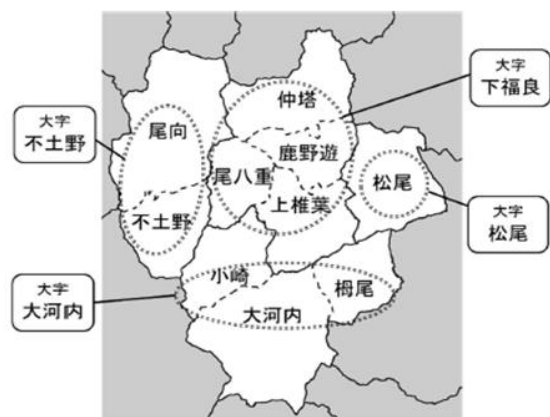 大字
下福良
仲塔
大字
不土野
尾向
鹿野遊
尾八重
松尾
上椎葉
不土野
大字
松尾
小崎
栂尾
大字
大河内
大河内